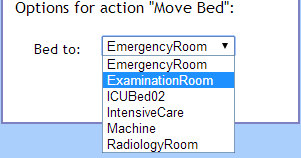 Options for action "Move Bed":
Bed to: EmergencyRoom
EmergencyRoom
ExaminationRoom
ICUBed02
IntensiveCare
Machine
RadiologyRoom